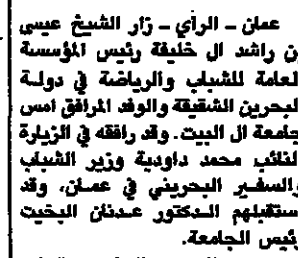 عمان - الرأي - زار الشيخ عيسى
بن راشد ال خليفة رئيس المؤسسة
العامة للشباب والرياضة في دولة
البحرين الشقيقة والوفد المرافق امس
جامعة ال البيت. وقد رافقه في الزيارة
النائب محمد داودية وزير الشباب
والسفير البحريني في عمان، وقد
استقبلهم الدكتور عدنان البخيت
رئيس الجامعة.